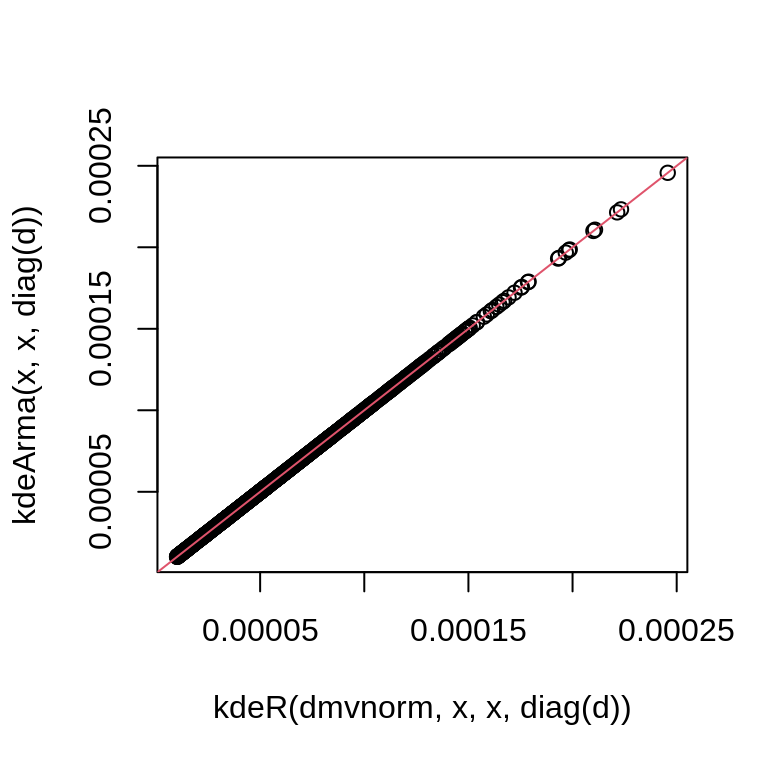 kdeArma(x, x, diag(d))
0.00025
0.00015
0.00005
0.00005 0.00015 0.00025
kdeR(dmvnorm, x, x, diag(d))